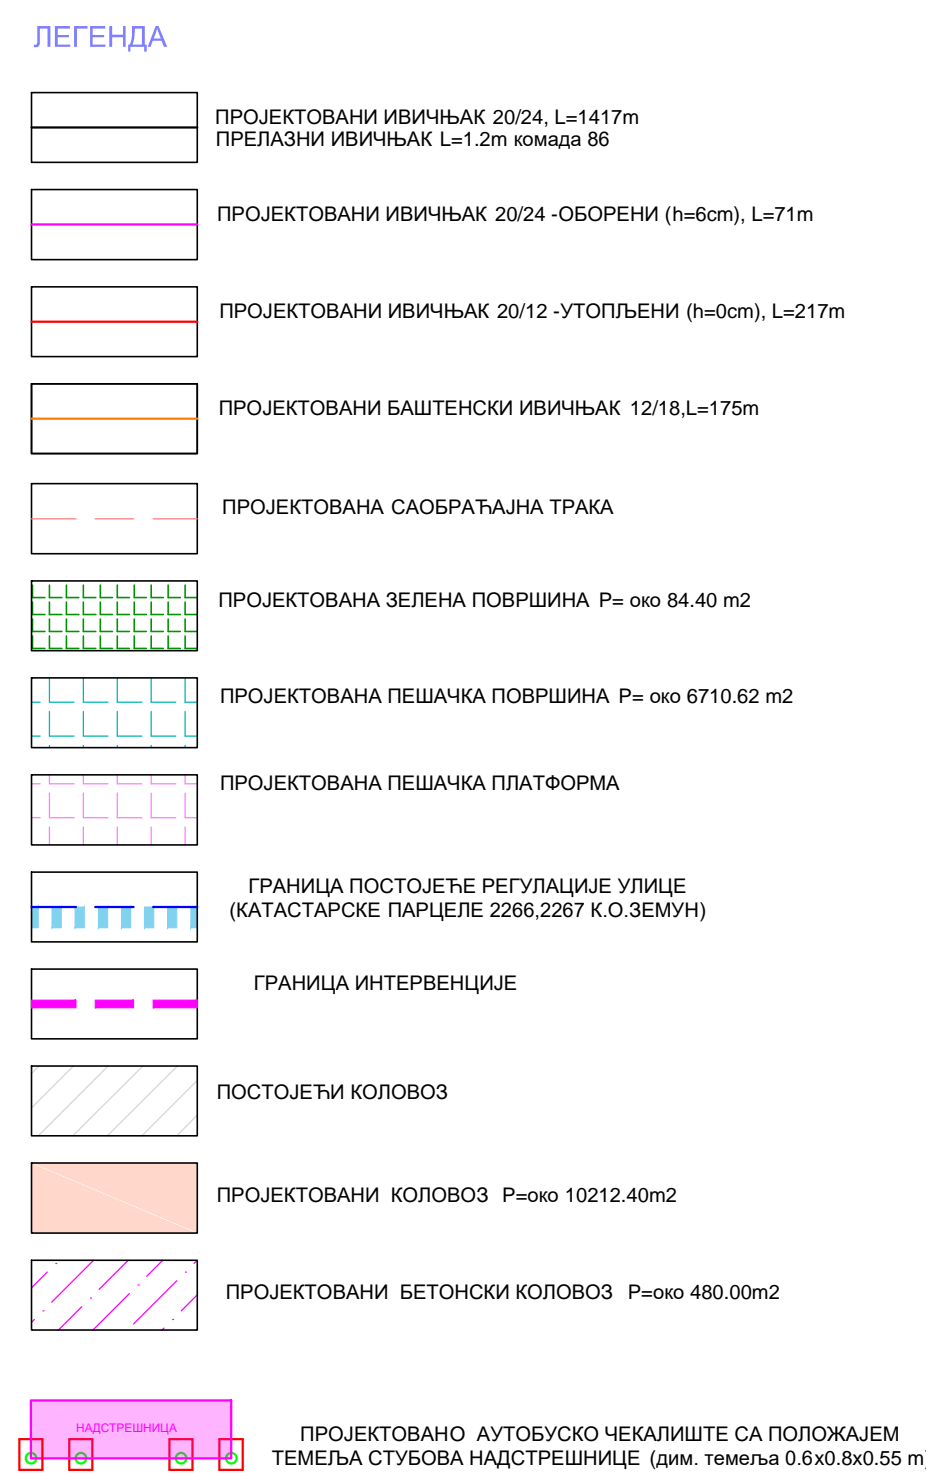 ЛЕГЕНДА
ПРОЈЕКТОВАНИ ИВИЧЊАК 20/24, L=1417m
ПРЕЛАЗНИ ИВИЧЊАК L=1.2m комада 86
ПРОЈЕКТОВАНИ ИВИЧЊАК 20/24 -ОБОРЕНИ (h=6cm), L=71m
ПРОЈЕКТОВАНИ ИВИЧЊАК 20/12 -УТОПЉЕНИ (h=0cm), L=217m
ПРОЈЕКТОВАНИ БАШТЕНСКИ ИВИЧЊАК 12/18,L=175m
ПРОЈЕКТОВАНА САОБРАЋАЈНА ТРАКА
ПРОЈЕКТОВАНА ЗЕЛЕНА ПОВРШИНА P= око 84.40 m2
ПРОЈЕКТОВАНА ПЕШАЧКА ПОВРШИНА P= око 6710.62 m2
ПРОЈЕКТОВАНА ПЕШАЧКА ПЛАТФОРМА
ГРАНИЦА ПОСТОЈЕЋЕ РЕГУЛАЦИЈЕ УЛИЦЕ
(КАТАСТАРСКЕ ПАРЦЕЛЕ 2266,2267 К.О.ЗЕМУН)
ГРАНИЦА ИНТЕРВЕНЦИЈЕ
ПОСТОЈЕЋИ КОЛОВОЗ
ПРОЈЕКТОВАНИ КОЛОВОЗ P=око 10212.40m2
ПРОЈЕКТОВАНИ БЕТОНСКИ КОЛОВОЗ P=око 480.00m2
НАДСТРЕШНИЦА
ПРОЈЕКТОВАНО АУТОБУСКО ЧЕКАЛИШТЕ СА ПОЛОЖАЈЕМ
ТЕМЕЉА СТУБОВА НАДСТРЕШНИЦЕ (дим. темеља 0.6x0.8x0.55 m)